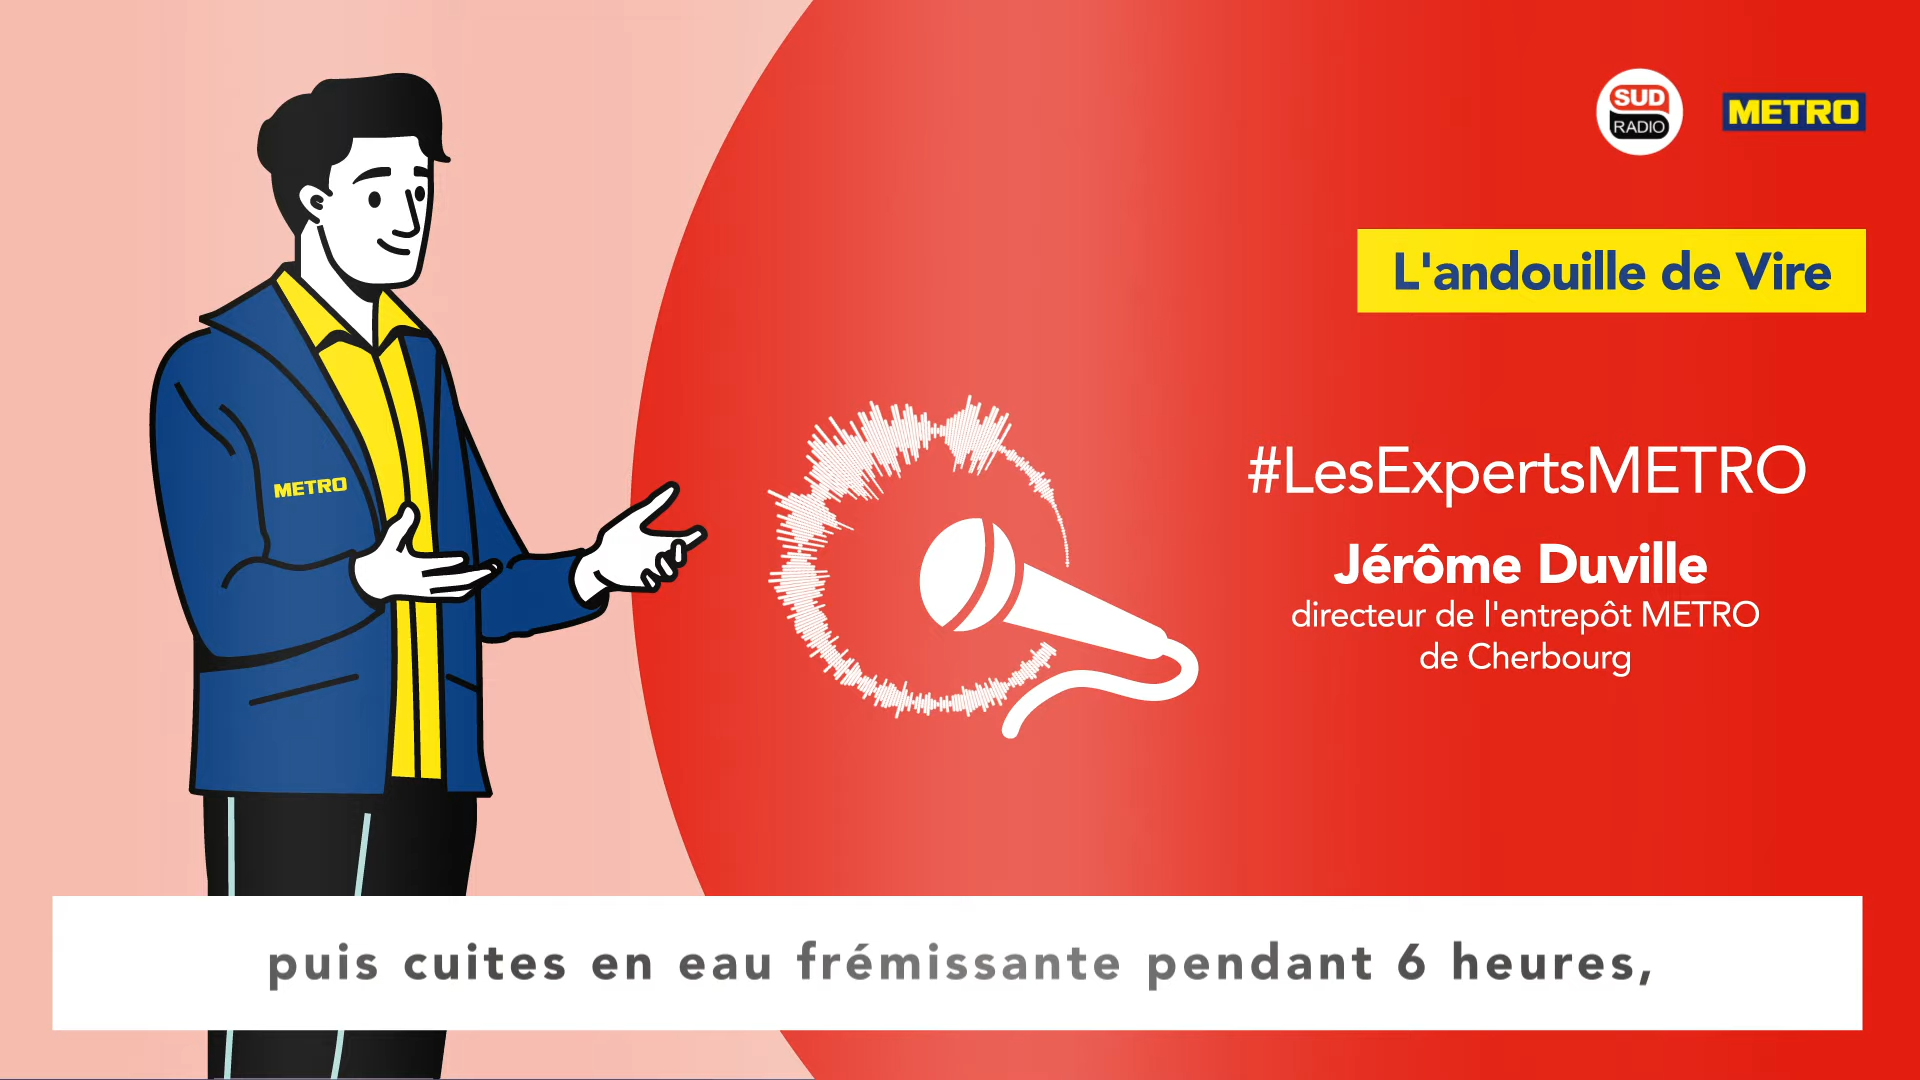 SUD
RADIO
METRO
L'andouille de Vire
METRO
#LesExpertsMETRO
Jérôme Duville
directeur de l'entrepôt METRO
de Cherbourg
puis cuites en eau frémissante pendant 6 heures,